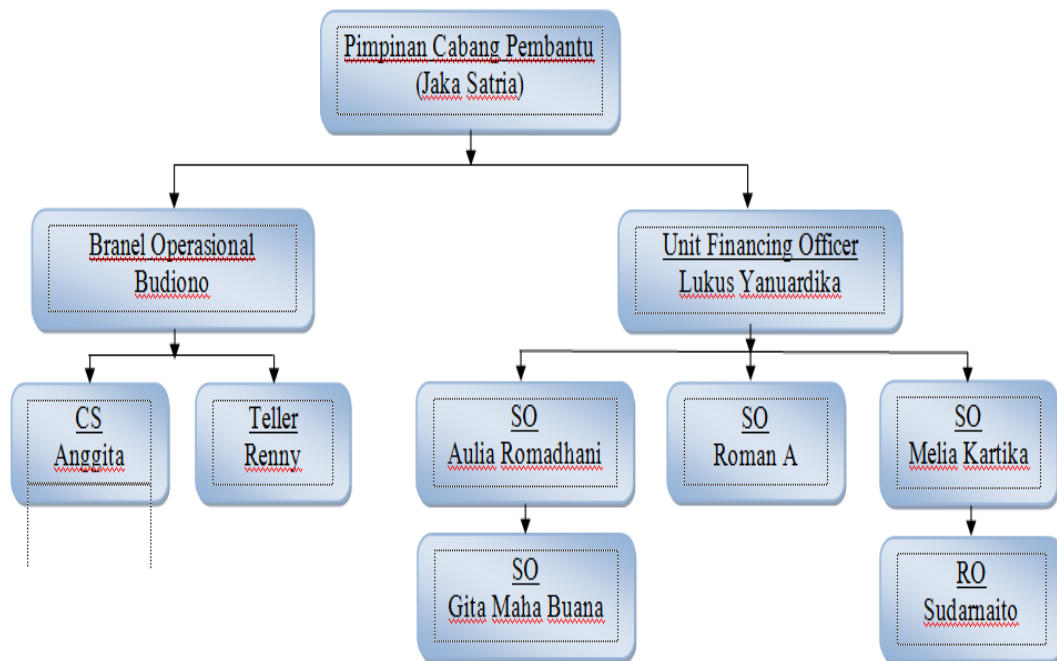 Pimpinan Cabang Pembantu
(Jaka Satria)
Branel Operasional
Budiono
Unit Financing Officer
Lukus Yanuardika
CS
Anggita
Teller
Renny
SO
Aulia Romadhani
SO
Roman A
SO
Melia Kartika
SO
Gita Maha Buana
RO
Sudarnaito